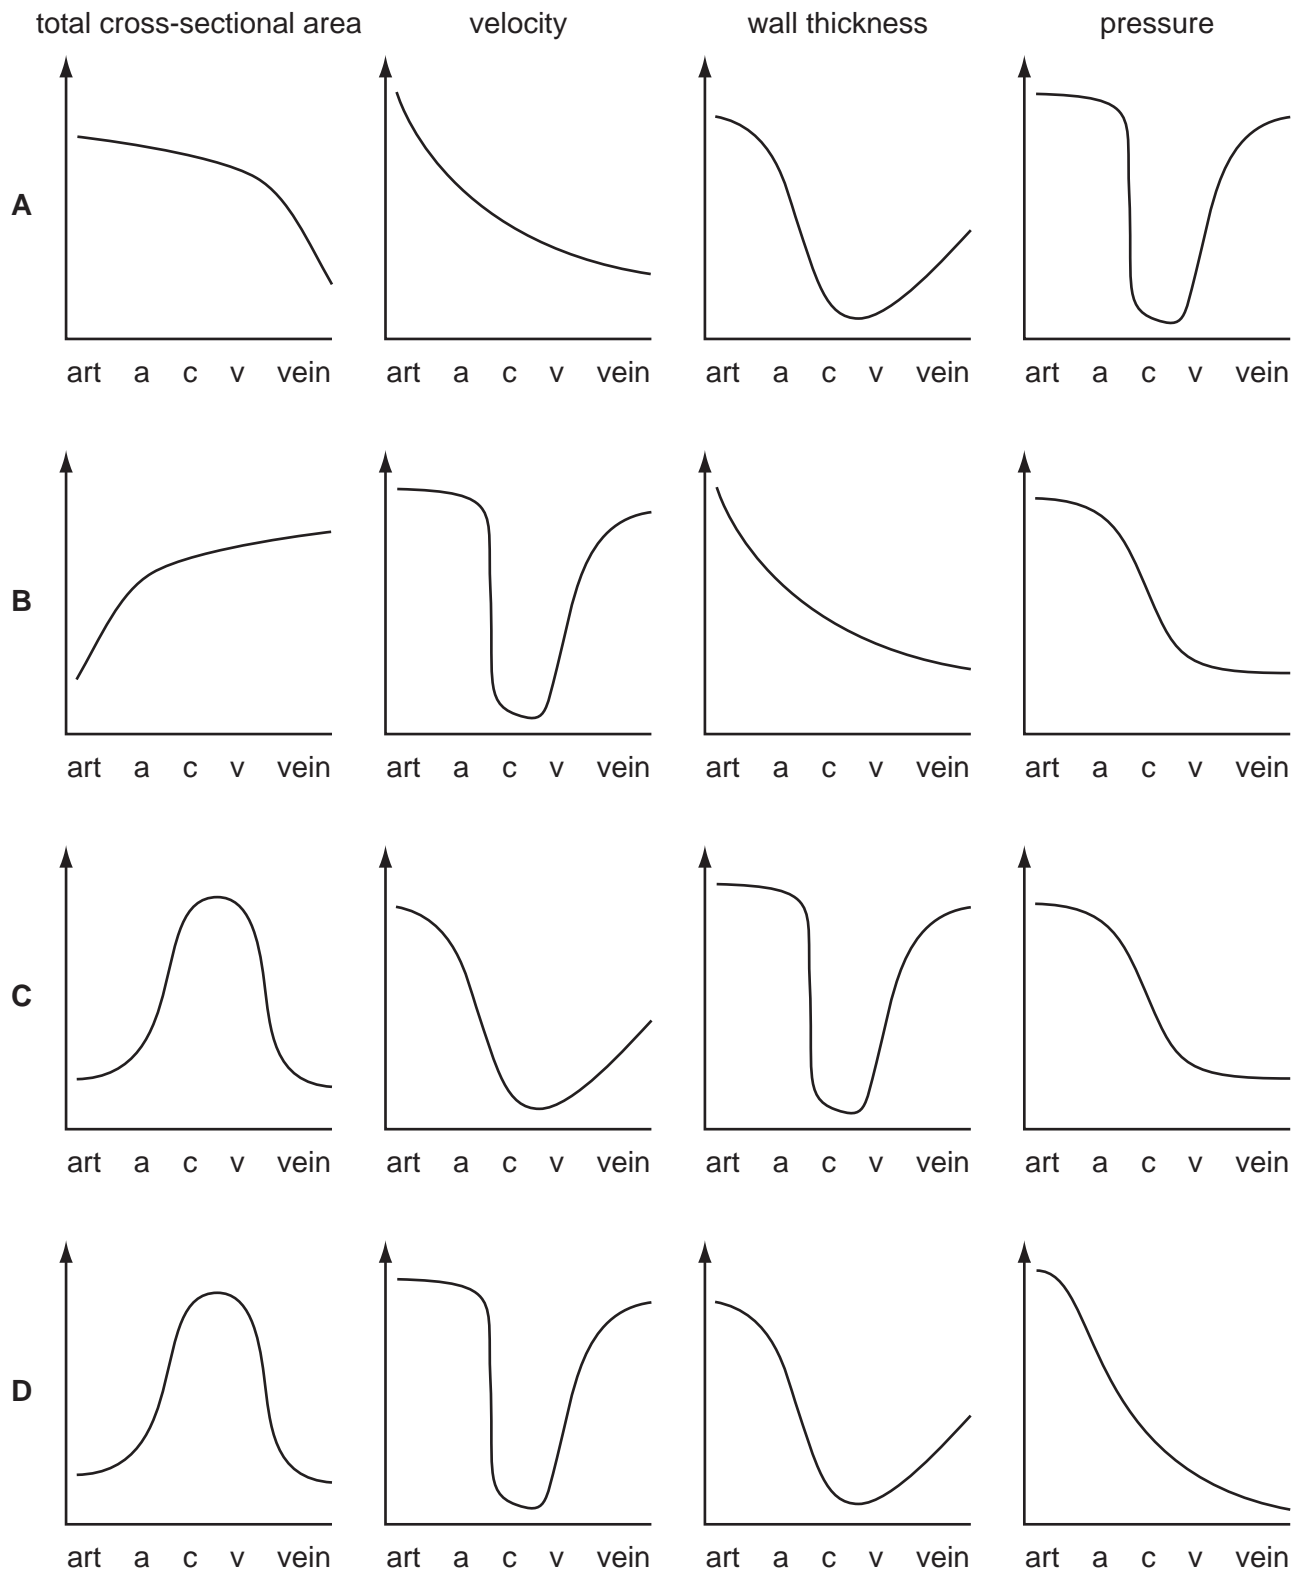 total cross-sectional area velocity wall thickness pressure
A
art a c v vein art a c v vein art a c v vein art a c v vein
B
art a c v vein art a c v vein art a c v vein art a c v vein
C
art a c v vein art a c v vein art a c v vein art a c v vein
D
art a c v vein art a c v vein art a c v vein art a c v vein